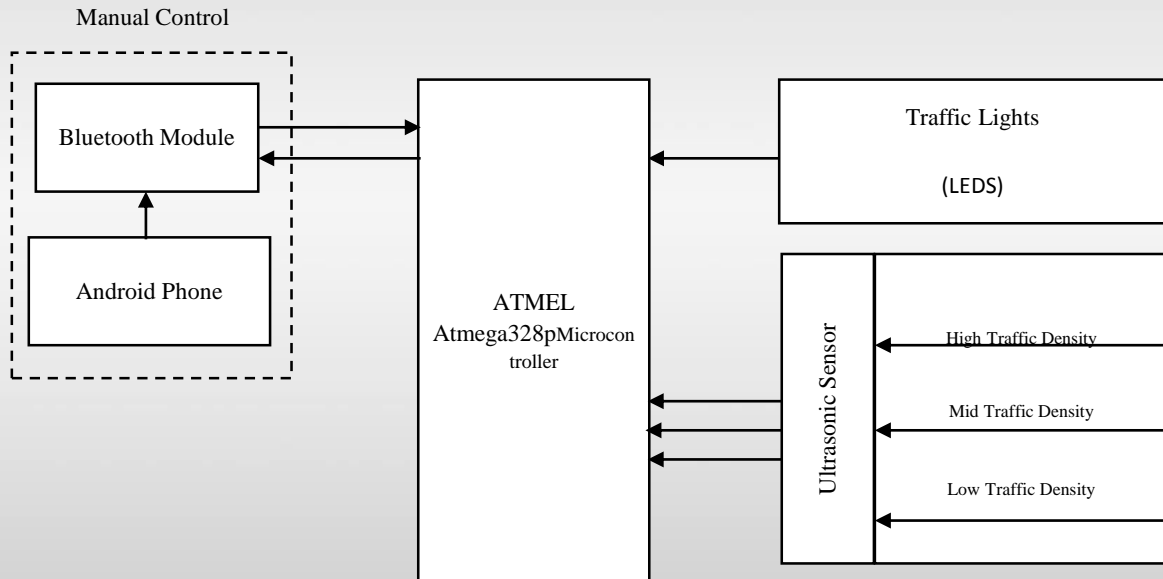 Manual Control
Bluetooth Module
Android Phone
ATMEL
Atmega328pMicrocon
troller
Traffic Lights
(LEDS)
Ultrasonic Sensor
High Traffic Density
Mid Traffic Density
Low Traffic Density